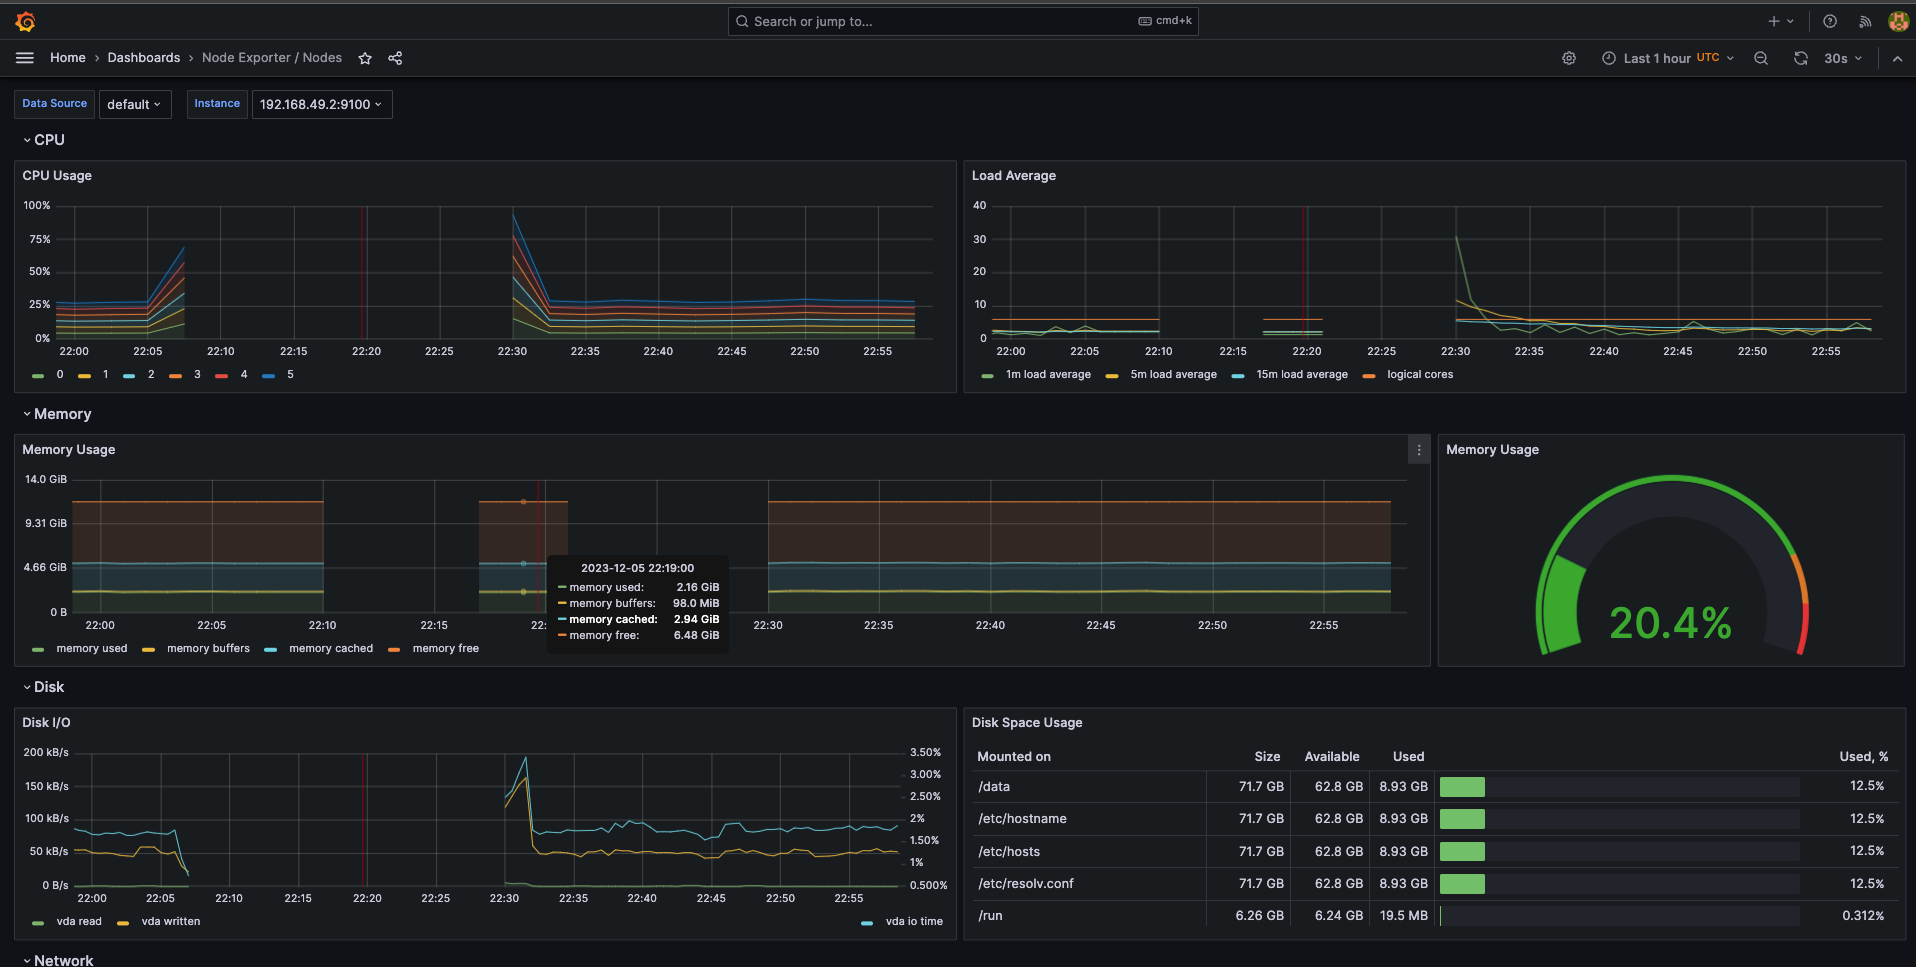 Search or jump to... cmd+k
Home › Dashboards › Node Exporter / Nodes
Last 1 hour UTC 30s
Data Source default Instance 192.168.49.2:9100
CPU
CPU Usage
100%
75%
50%
25%
0%
22:00 22:05 22:10 22:15 22:20 22:25 22:30 22:35 22:40 22:45 22:50 22:55
0 1 2 3 4 5
Load Average
40
30
20
10
0
22:00 22:05 22:10 22:15 22:20 22:25 22:30 22:35 22:40 22:45 22:50 22:55
1m load average 5m load average 15m load average logical cores
Memory
Memory Usage
14.0 GiB
9.31 GiB
4.66 GiB
0 B
22:00 22:05 22:10 22:15 22: 22:30 22:35 22:40 22:45 22:50 22:55
2023-12-05 22:19:00
memory used: 2.16 GiB
memory buffers: 98.0 MiB
memory cached: 2.94 GiB
memory free: 6.48 GiB
memory used memory buffers memory cached memory free
Memory Usage
20.4%
Disk
Disk I/O
200 kB/s
150 kB/s
100 kB/s
50 kB/s
0 B/s
3.50%
3.00%
2.50%
2%
1.50%
1%
0.500%
22:00 22:05 22:10 22:15 22:20 22:25 22:30 22:35 22:40 22:45 22:50 22:55
vda read vda written vda io time
Disk Space Usage
Mounted on Size Available Used Used, %
/data 71.7 GB 62.8 GB 8.93 GB 12.5%
/etc/hostname 71.7 GB 62.8 GB 8.93 GB 12.5%
/etc/hosts 71.7 GB 62.8 GB 8.93 GB 12.5%
/etc/resolv.conf 71.7 GB 62.8 GB 8.93 GB 12.5%
/run 6.26 GB 6.24 GB 19.5 MB 0.312%
Network